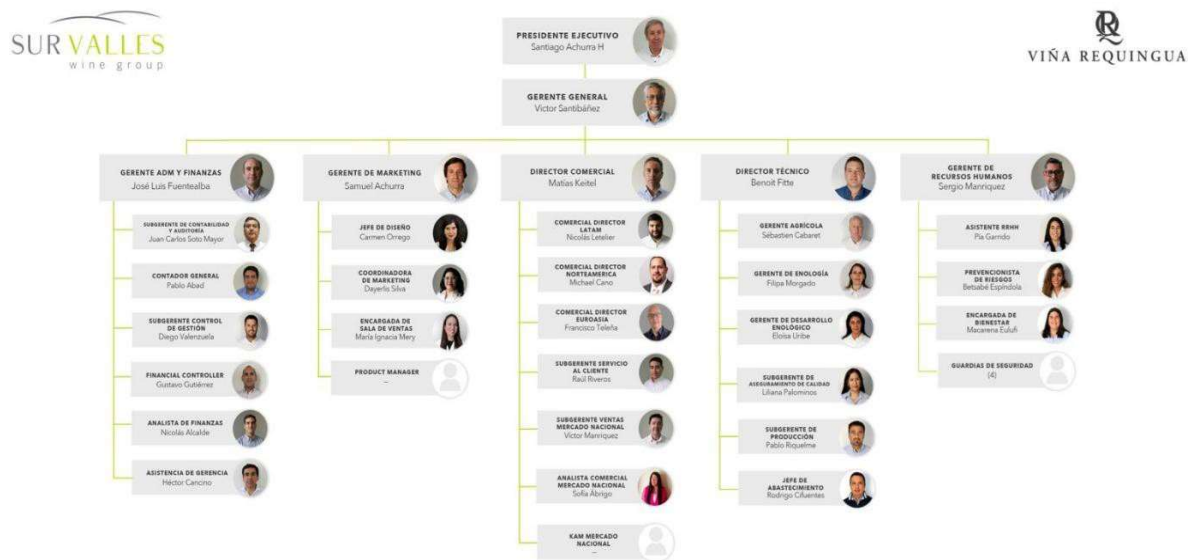 SUR VALLES
wine group
VIÑA REQUINGUA
PRESIDENTE EJECUTIVO
Santiago Achurra H
GERENTE GENERAL
Victor Santibáñez
GERENTE ADM Y FINANZAS
José Luis Fuentealba
SUBGERENTE DE CONTABILIDAD
Y AUDITORÍA
Juan Carlos Soto Mayor
CONTADOR GENERAL
Pablo Abad
SUBGERENTE CONTROL
DE GESTIÓN
Diego Valenzuela
FINANCIAL CONTROLLER
Gustavo Gutiérrez
ANALISTA DE FINANZAS
Nicolás Alcalde
ASISTENCIA DE GERENCIA
Héctor Cancino
GERENTE DE MARKETING
Samuel Achurra
JEFE DE DISEÑO
Carmen Orrego
COORDINADORA
DE MARKETING
Dayerlis Silva
ENCARGADA DE
SALA DE VENTAS
María Ignacia Mery
PRODUCT MANAGER
–
DIRECTOR COMERCIAL
Matías Keitel
COMERCIAL DIRECTOR
LATAM
Nicolás Letelier
COMERCIAL DIRECTOR
NORTEAMERICA
Michael Cano
COMERCIAL DIRECTOR
EUROASIA
Francisco Teleña
SUBGERENTE SERVICIO
AL CLIENTE
Raúl Riveros
SUBGERENTE VENTAS
MERCADO NACIONAL
Víctor Manriquez
ANALISTA COMERCIAL
MERCADO NACIONAL
Sofía Abrigo
KAM MERCADO
NACIONAL
–
DIRECTOR TÉCNICO
Benoit Fitte
GERENTE AGRÍCOLA
Sébastien Cabaret
GERENTE DE ENOLOGÍA
Filipa Morgado
GERENTE DE DESARROLLO
ENOLÓGICO
Eloísa Uribe
SUBGERENTE DE
ASEGURAMIENTO DE CALIDAD
Liliana Palominos
SUBGERENTE DE
PRODUCCIÓN
Pablo Riquelme
JEFE DE
ABASTECIMIENTO
Rodrigo Cifuentes
GERENTE DE
RECURSOS HUMANOS
Sergio Manriquez
ASISTENTE RRHH
Pía Garrido
PREVENCIONISTA
DE RIESGOS
Betsabé Espíndola
ENCARGADA DE
BIENESTAR
Macarena Eulufi
GUARDIAS DE SEGURIDAD
(4)